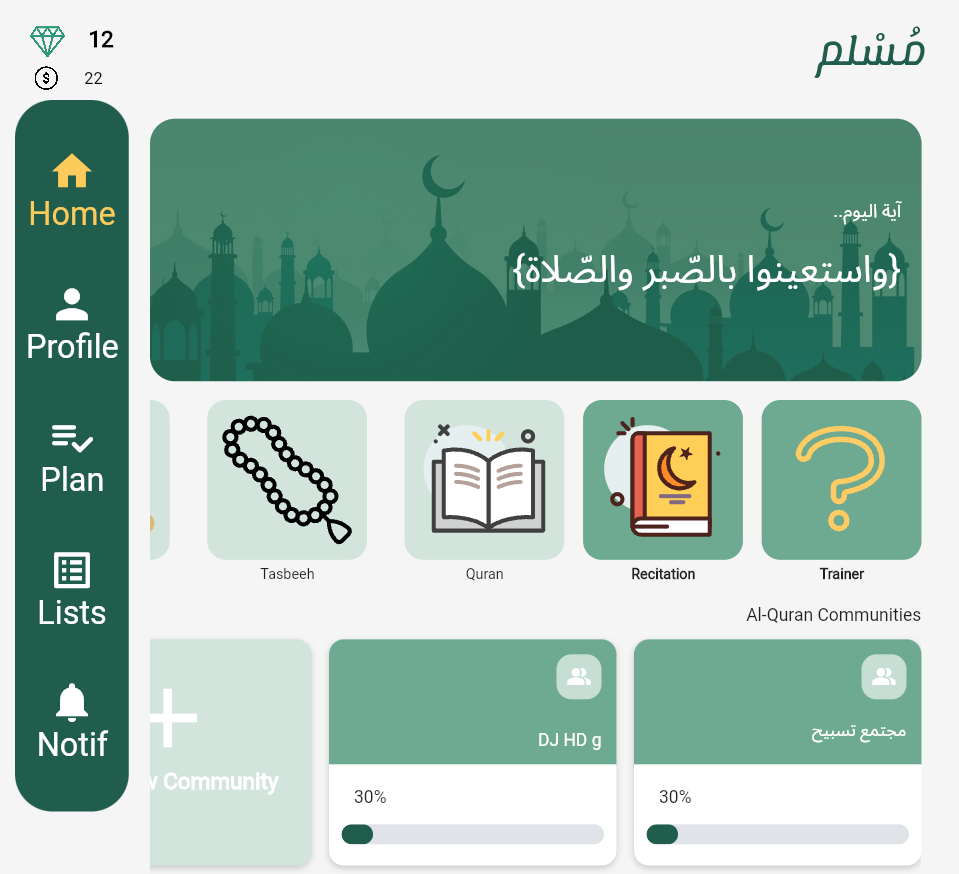 12
22
مُسْلم
Home
Profile
Plan
Lists
Notif
آية اليوم..
{واستعينوا بالصّبر والصّلاة}
Tasbeeh
Quran
Recitation
Trainer
Al-Quran Communities
Community
DJ HD g
مجتمع تسبيح
30%
30%